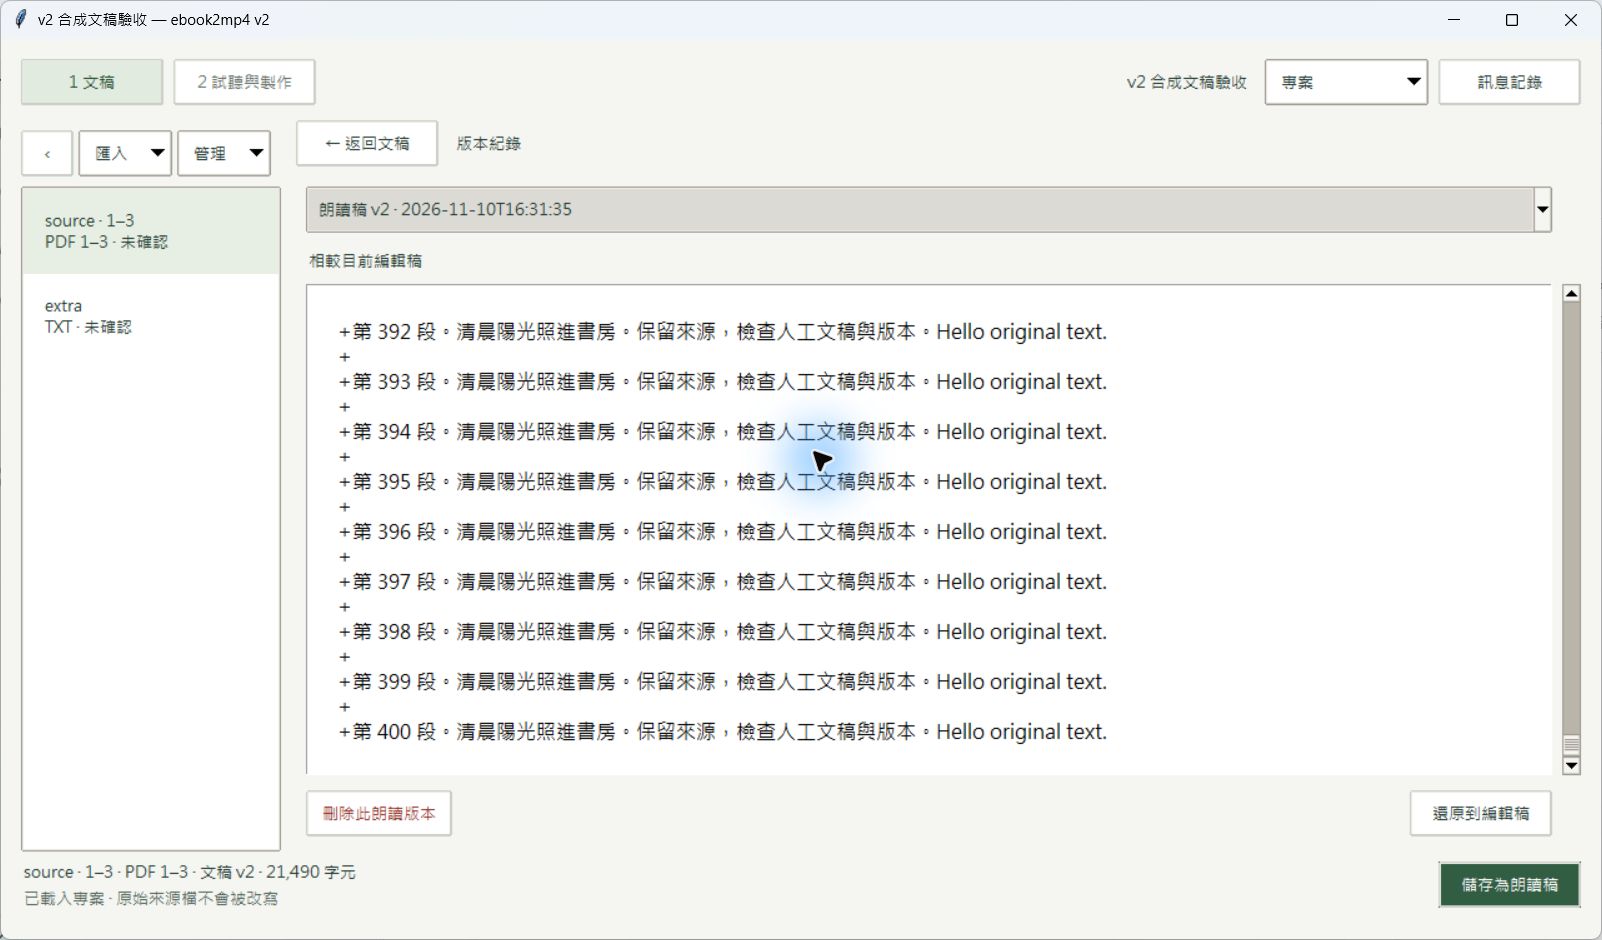 v2 合成文稿驗收 — ebook2mp4 v2
1 文稿
2 試聽與製作
v2 合成文稿驗收
專案
訊息記錄
‹
匯入
管理
← 返回文稿
版本紀錄
source · 1–3
PDF 1–3 · 未確認
extra
TXT · 未確認
朗讀稿 v2 · 2026-11-10T16:31:35
相較目前編輯稿
+第 392 段。清晨陽光照進書房。保留來源，檢查人工文稿與版本。Hello original text.
+
+第 393 段。清晨陽光照進書房。保留來源，檢查人工文稿與版本。Hello original text.
+
+第 394 段。清晨陽光照進書房。保留來源，檢查人工文稿與版本。Hello original text.
+
+第 395 段。清晨陽光照進書房。保留來源，檢查人工文稿與版本。Hello original text.
+
+第 396 段。清晨陽光照進書房。保留來源，檢查人工文稿與版本。Hello original text.
+
+第 397 段。清晨陽光照進書房。保留來源，檢查人工文稿與版本。Hello original text.
+
+第 398 段。清晨陽光照進書房。保留來源，檢查人工文稿與版本。Hello original text.
+
+第 399 段。清晨陽光照進書房。保留來源，檢查人工文稿與版本。Hello original text.
+
+第 400 段。清晨陽光照進書房。保留來源，檢查人工文稿與版本。Hello original text.
刪除此朗讀版本
還原到編輯稿
source · 1–3 · PDF 1–3 · 文稿 v2 · 21,490 字元
已載入專案 · 原始來源檔不會被改寫
儲存為朗讀稿